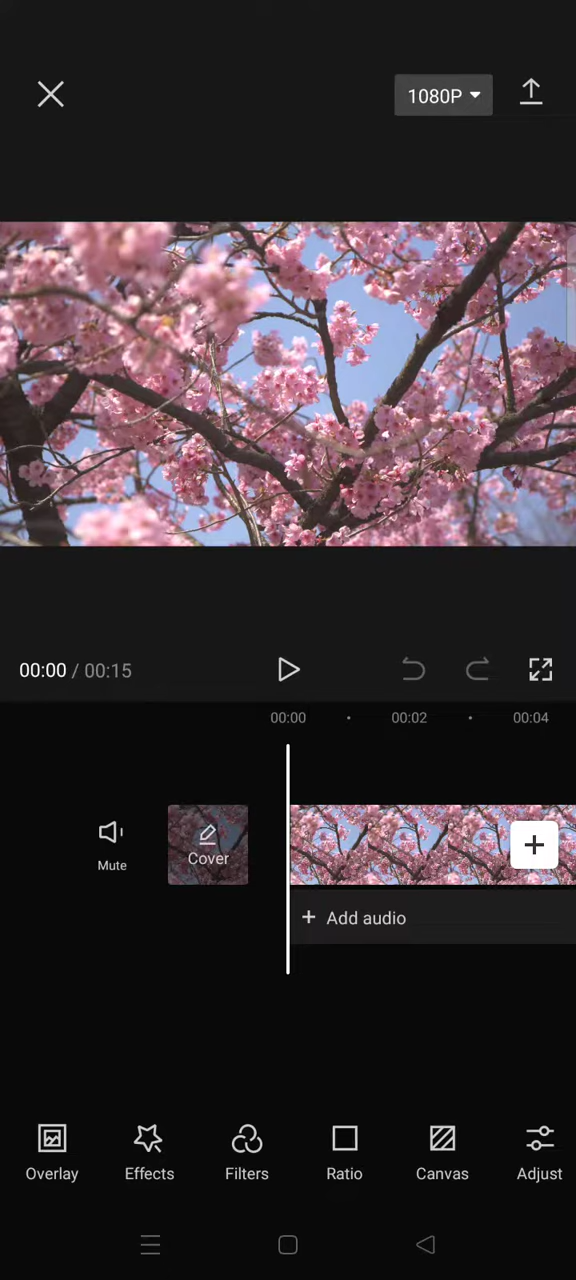 1080P
00:00 / 00:15
00:00 00:02 00:04
Mute
Cover
+ Add audio
Overlay Effects Filters Ratio Canvas Adjust